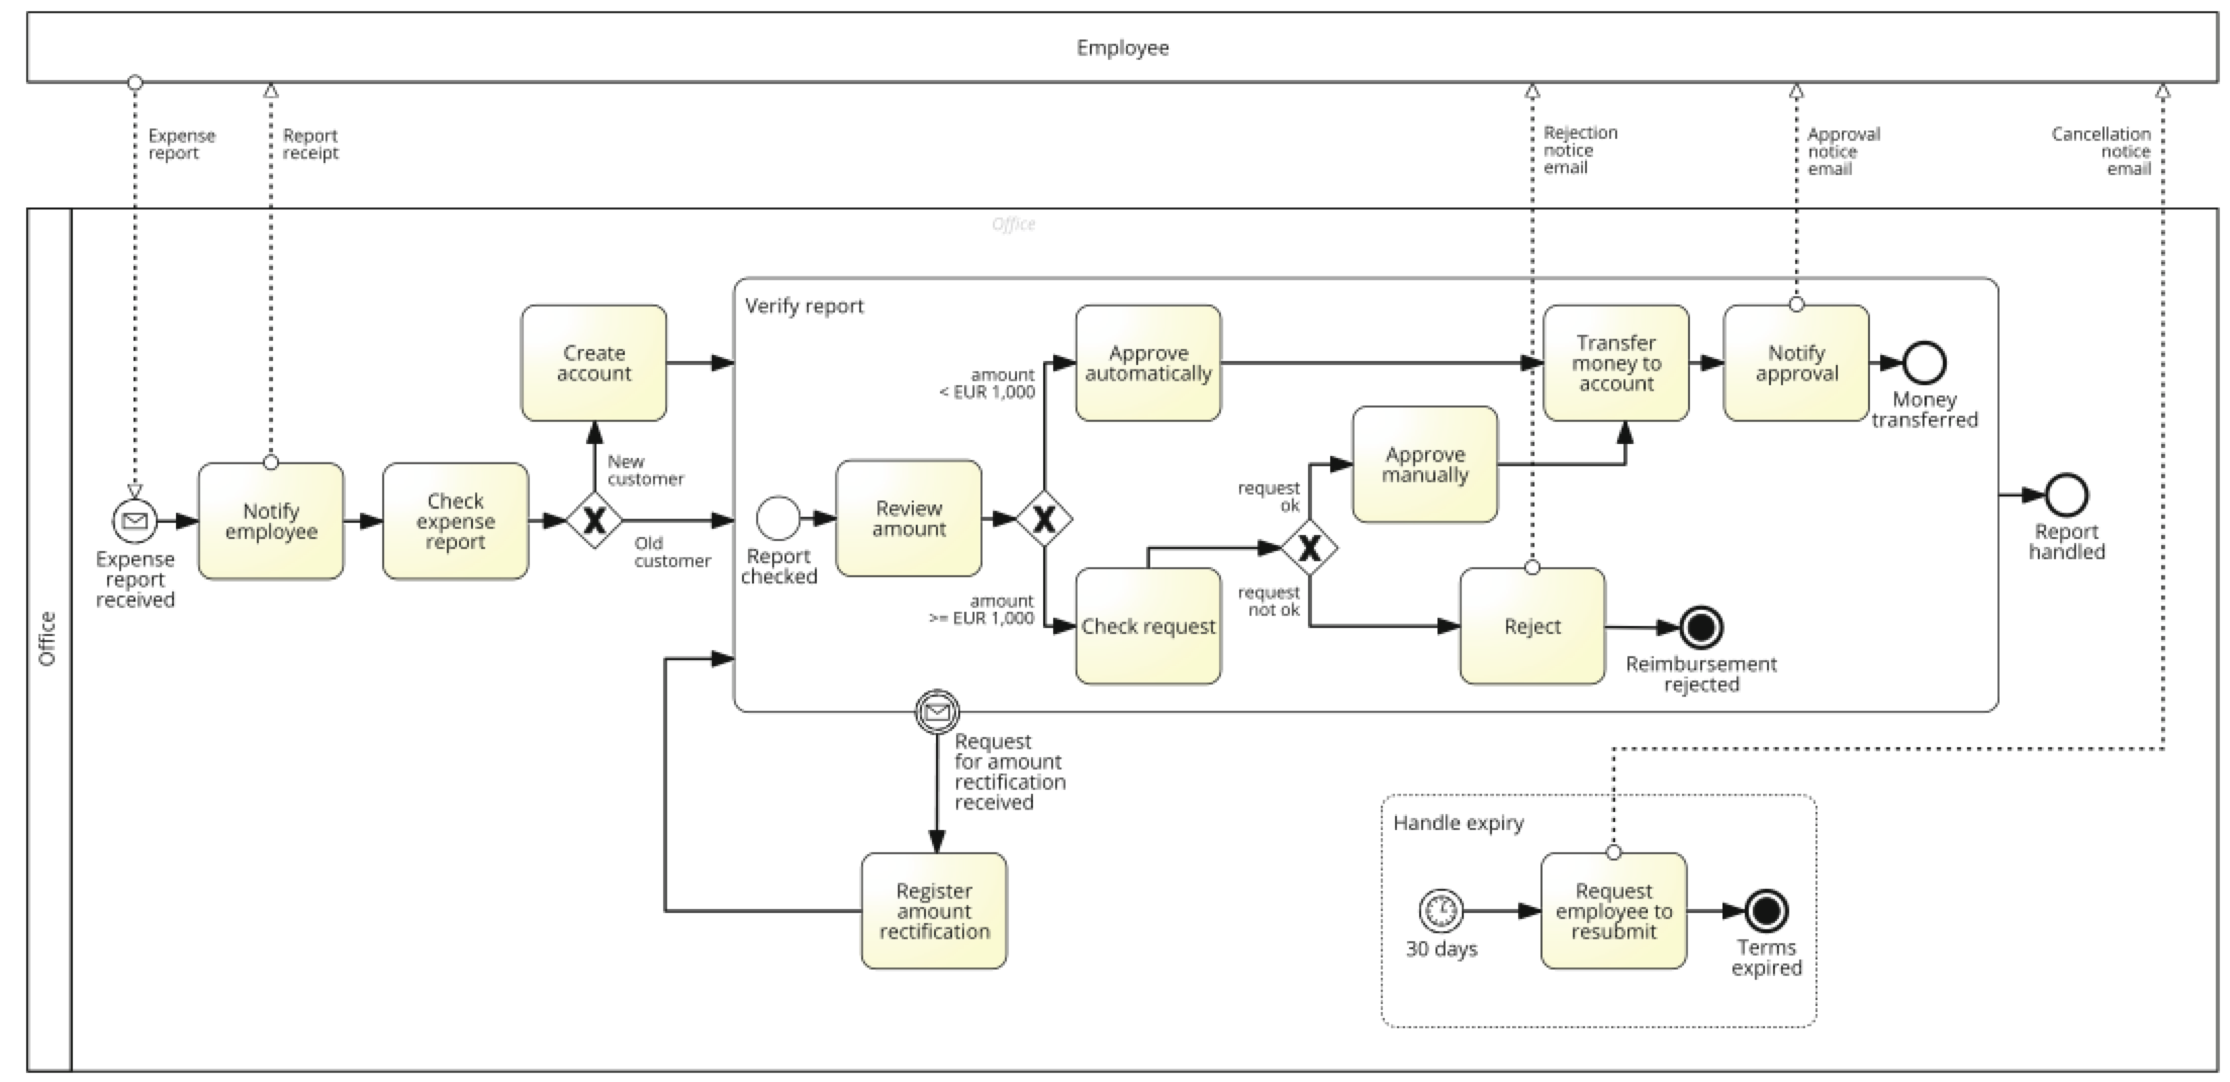 Employee
Expense
report
Report
receipt
Rejection
notice
email
Approval
notice
email
Cancellation
notice
email
Office
Office
Expense
report
received
Notify
employee
Check
expense
report
Create
account
New
customer
Old
customer
Verify report
Report
checked
Review
amount
amount
< EUR 1,000
amount
>= EUR 1,000
Approve
automatically
Check request
request
ok
request
not ok
Approve
manually
Reject
Reimbursement
rejected
Transfer
money to
account
Notify
approval
Money
transferred
Report
handled
Request
for amount
rectification
received
Register
amount
rectification
Handle expiry
30 days
Request
employee to
resubmit
Terms
expired